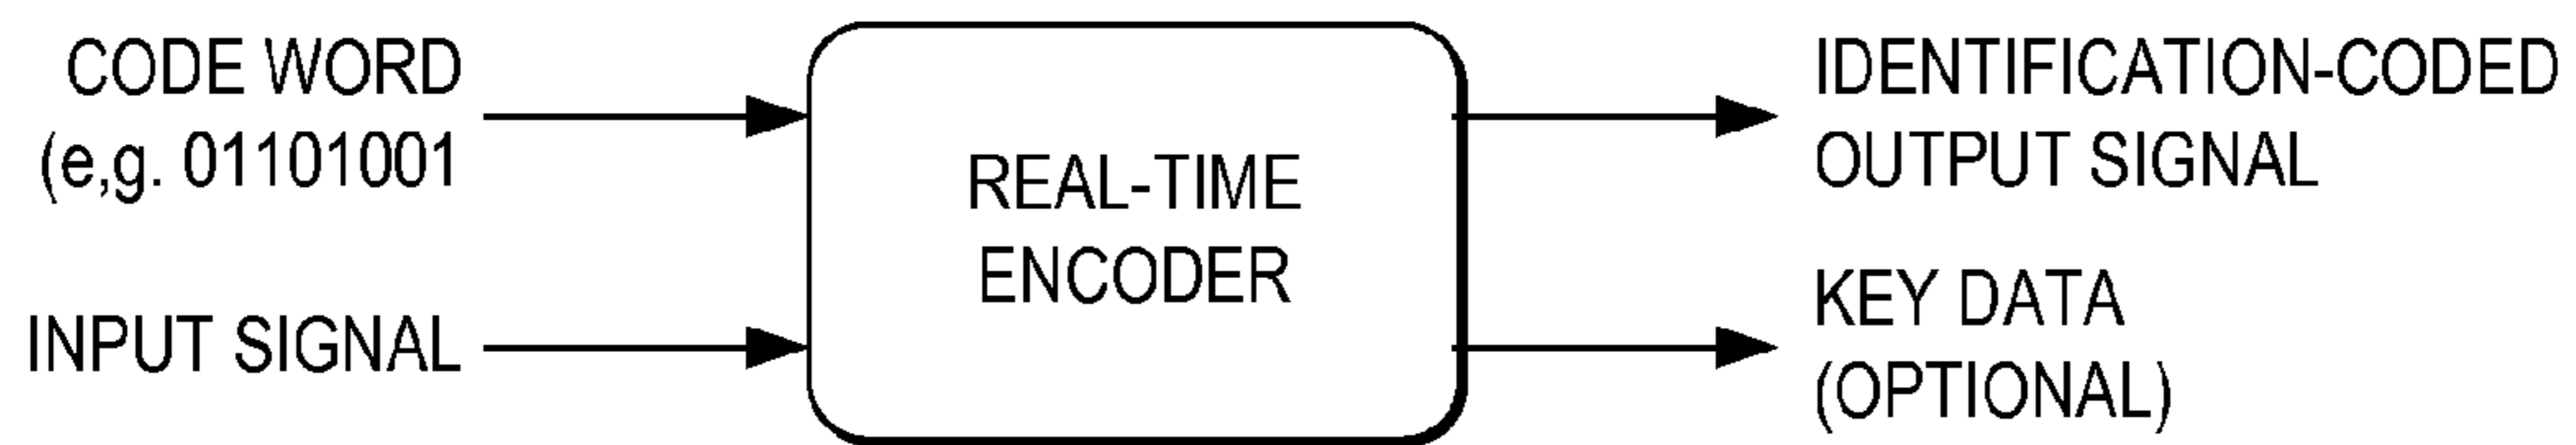 CODE WORD
(e,g. 01101001
INPUT SIGNAL
REAL-TIME
ENCODER
IDENTIFICATION-CODED
OUTPUT SIGNAL
KEY DATA
(OPTIONAL)